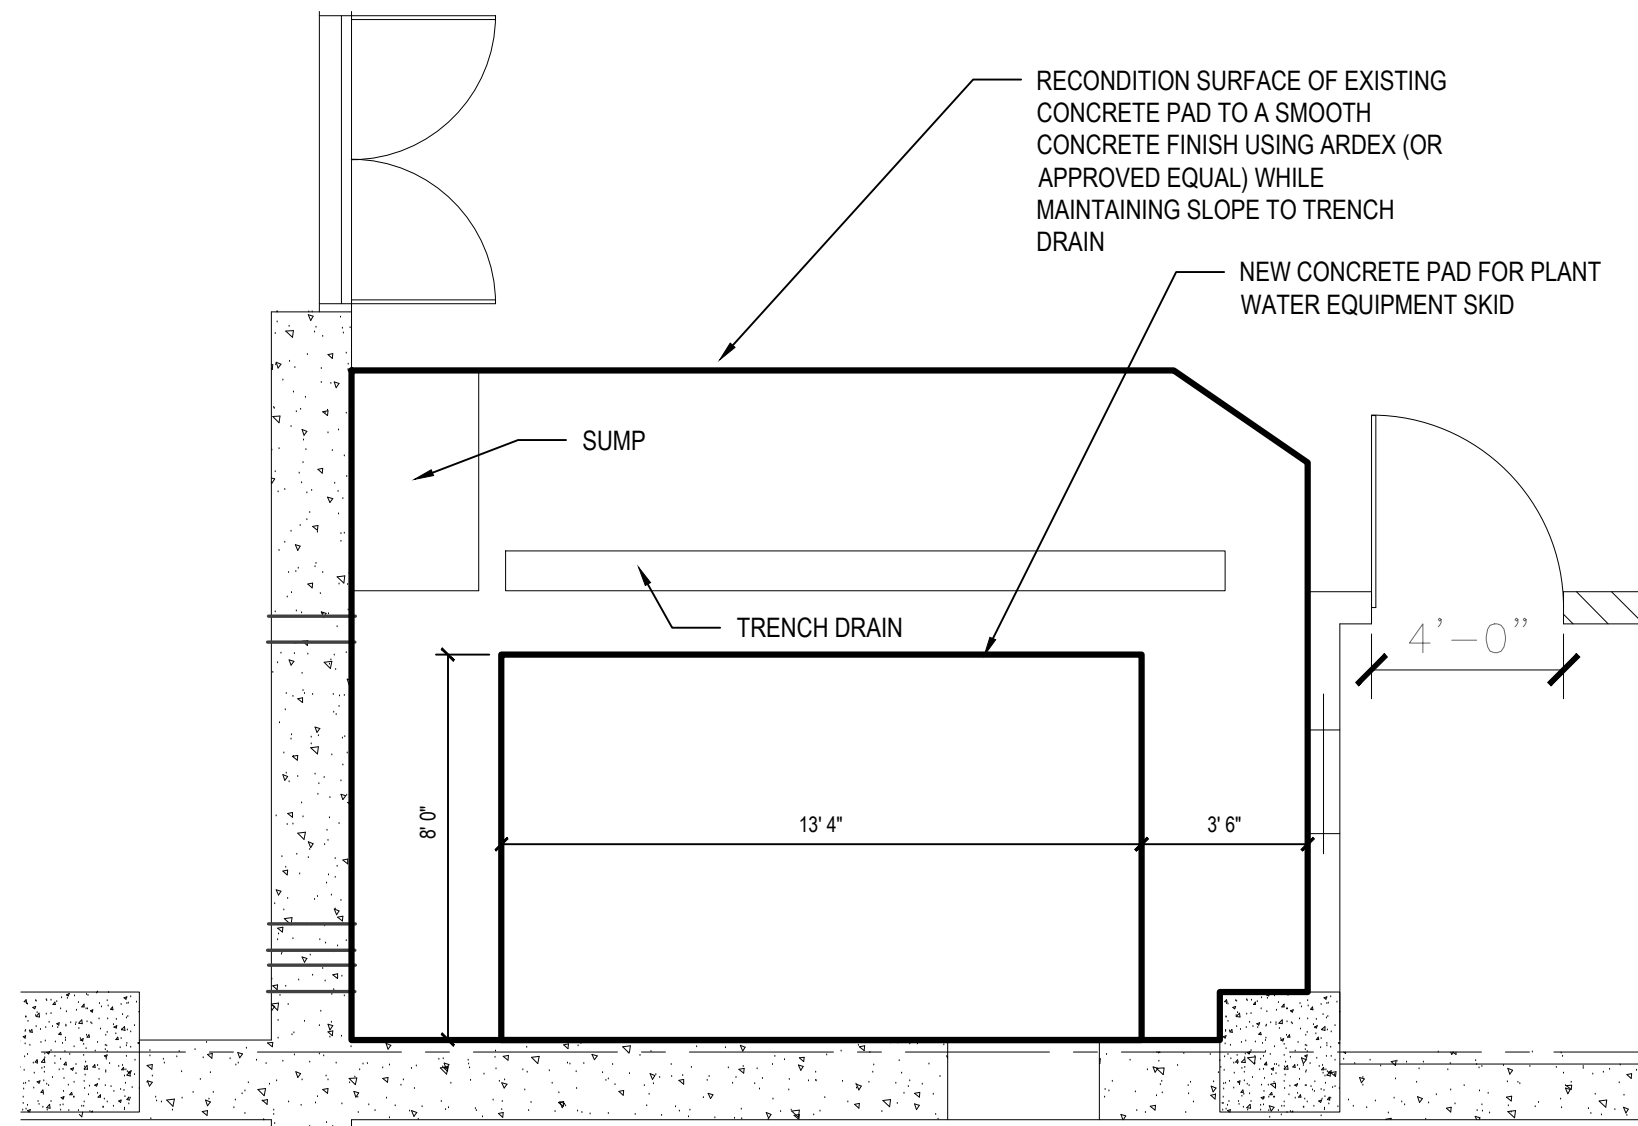 RECONDITION SURFACE OF EXISTING
CONCRETE PAD TO A SMOOTH
CONCRETE FINISH USING ARDEX (OR
APPROVED EQUAL) WHILE
MAINTAINING SLOPE TO TRENCH
DRAIN
NEW CONCRETE PAD FOR PLANT
WATER EQUIPMENT SKID
SUMP
TRENCH DRAIN
4'-0"
8' 0"
13' 4"
3' 6"